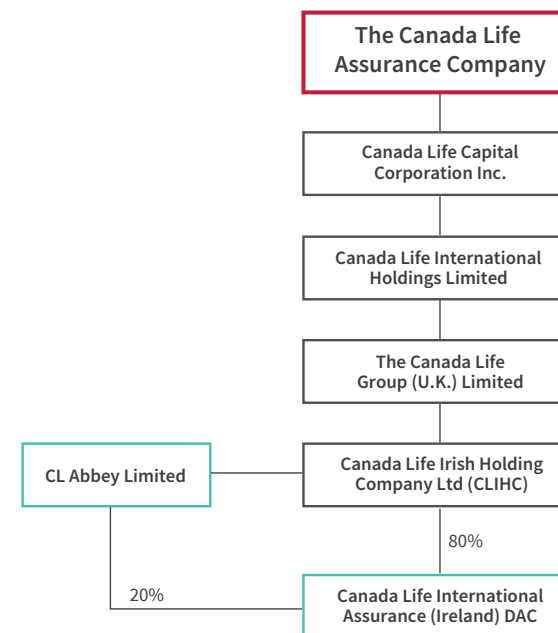 The Canada Life
Assurance Company
Canada Life Capital
Corporation Inc.
Canada Life International
Holdings Limited
The Canada Life
Group (U.K.) Limited
CL Abbey Limited
Canada Life Irish Holding
Company Ltd (CLIHC)
80%
20%
Canada Life International
Assurance (Ireland) DAC